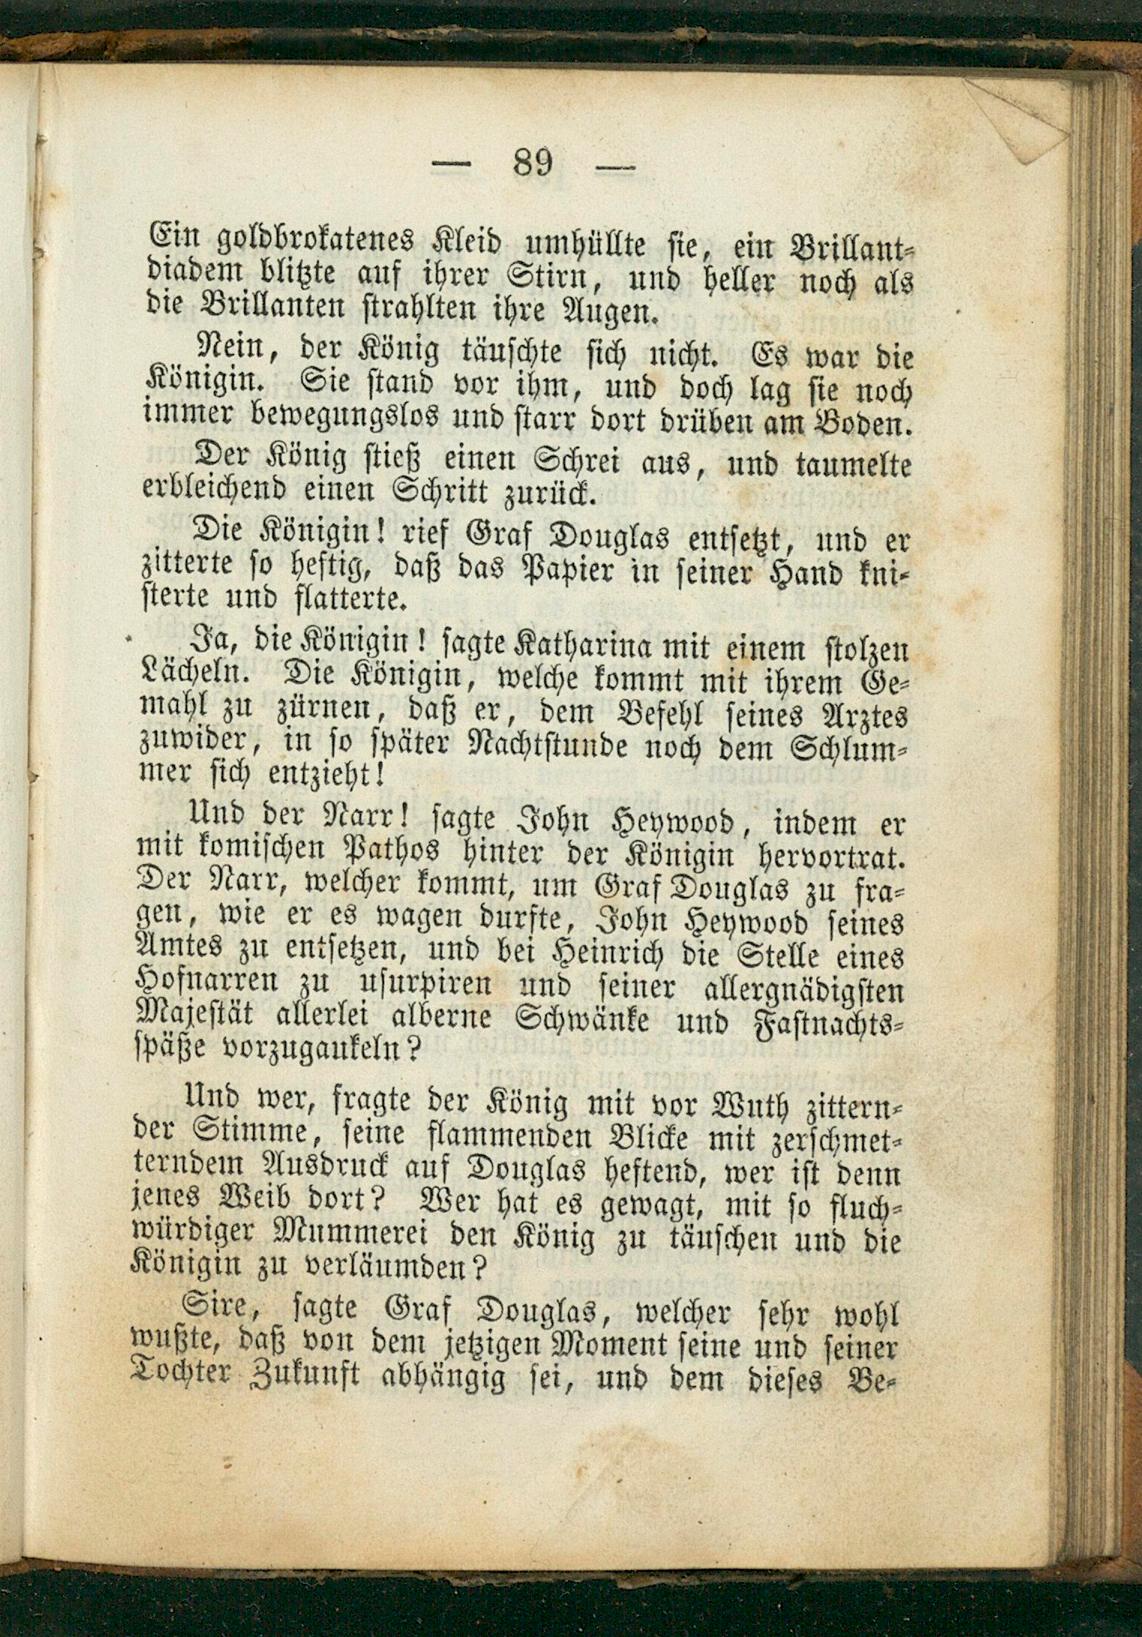 — 89 —
Ein goldbrokatenes Kleid umhüllte sie, ein Brillant-
diadem blitzte auf ihrer Stirn, und heller noch als
die Brillanten strahlten ihre Augen.
Nein, der König täuschte sich nicht. Es war die
Königin. Sie stand vor ihm, und doch lag sie noch
immer bewegungslos und starr dort drüben am Boden.
Der König stieß einen Schrei aus, und taumelte
erbleichend einen Schritt zurück.
Die Königin! rief Graf Douglas entsetzt, und er
zitterte so heftig, daß das Papier in seiner Hand kni-
sterte und flatterte.
Ja, die Königin! sagte Katharina mit einem stolzen
Lächeln. Die Königin, welche kommt mit ihrem Ge-
mahl zu zürnen, daß er, dem Befehl seines Arztes
zuwider, in so später Nachtstunde noch dem Schlum-
mer sich entzieht!
Und der Narr! sagte John Heywood, indem er
mit komischen Pathos hinter der Königin hervortrat.
Der Narr, welcher kommt, um Graf Douglas zu fra-
gen, wie er es wagen durfte, John Heywood seines
Amtes zu entsetzen, und bei Heinrich die Stelle eines
Hofnarren zu usurpiren und seiner allergnädigsten
Majestät allerlei alberne Schwänke und Fastnachts-
späße vorzugaukeln?
Und wer, fragte der König mit vor Wuth zittern-
der Stimme, seine flammenden Blicke mit zerschmet-
terndem Ausdruck auf Douglas heftend, wer ist denn
jenes Weib dort? Wer hat es gewagt, mit so fluch-
würdiger Mummerei den König zu täuschen und die
Königin zu verläumden?
Sire, sagte Graf Douglas, welcher sehr wohl
wußte, daß von dem jetzigen Moment seine und seiner
Tochter Zukunft abhängig sei, und dem dieses Be-